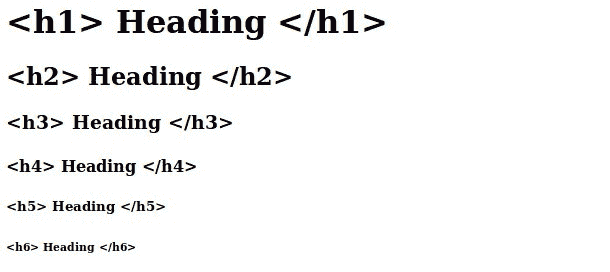 <h1> Heading </h1>
<h2> Heading </h2>
<h3> Heading </h3>
<h4> Heading </h4>
<h5> Heading </h5>
<h6> Heading </h6>